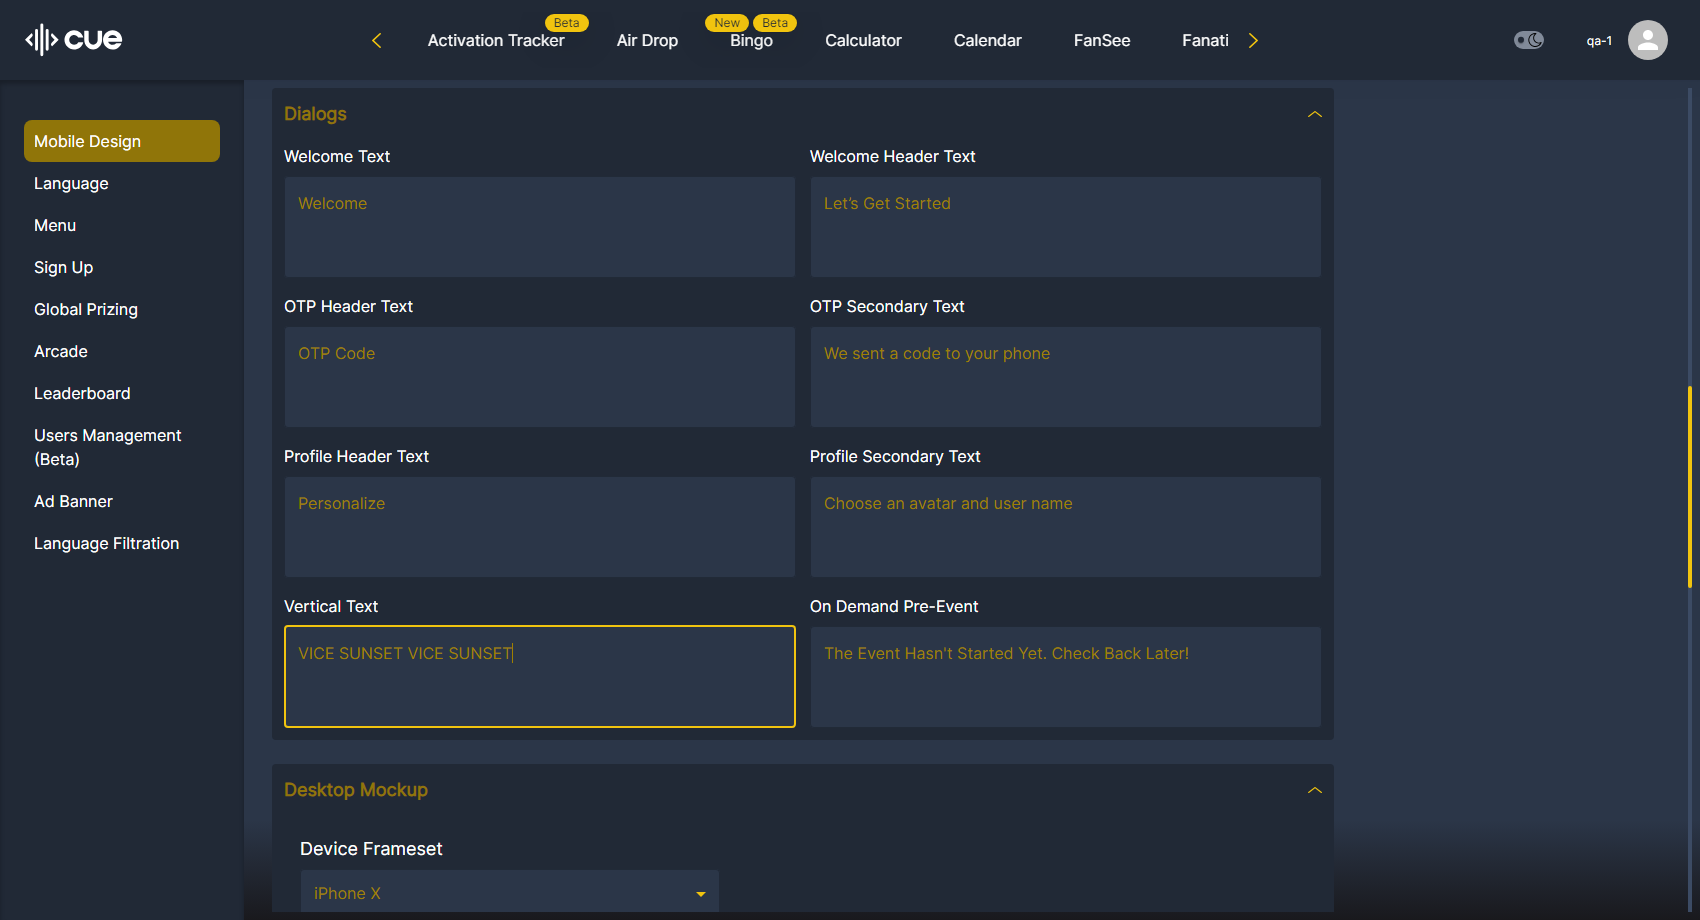 cue
Activation Tracker
Beta
Air Drop
New
Beta
Bingo
Calculator
Calendar
FanSee
Fanati
qa-1
Mobile Design
Language
Menu
Sign Up
Global Prizing
Arcade
Leaderboard
Users Management
(Beta)
Ad Banner
Language Filtration
Dialogs
Welcome Text
Welcome
Welcome Header Text
Let’s Get Started
OTP Header Text
OTP Code
OTP Secondary Text
We sent a code to your phone
Profile Header Text
Personalize
Profile Secondary Text
Choose an avatar and user name
Vertical Text
VICE SUNSET VICE SUNSET
On Demand Pre-Event
The Event Hasn't Started Yet. Check Back Later!
Desktop Mockup
Device Frameset
iPhone X